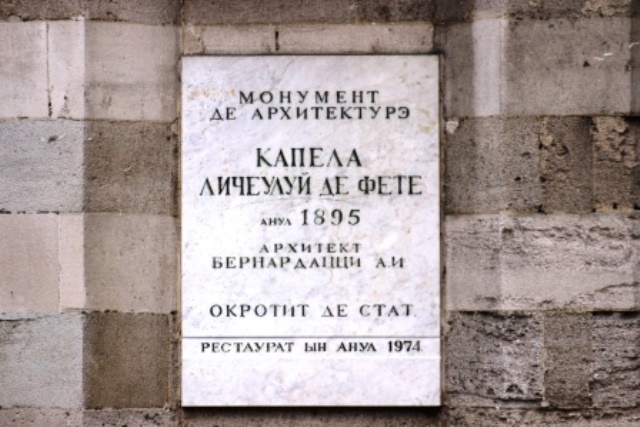 МОНУМЕНТ
ДЕ АРХИТЕКТУРЭ
КАПЕЛА
ЛИЧЕУЛУЙ ДЕ ФЕТЕ
АНУЛ 1895
АРХИТЕКТ
БЕРНАРДАЦЦИ А.И
ОКРОТИТ ДЕ СТАТ
РЕСТАУРАТ ЫН АНУЛ 1974